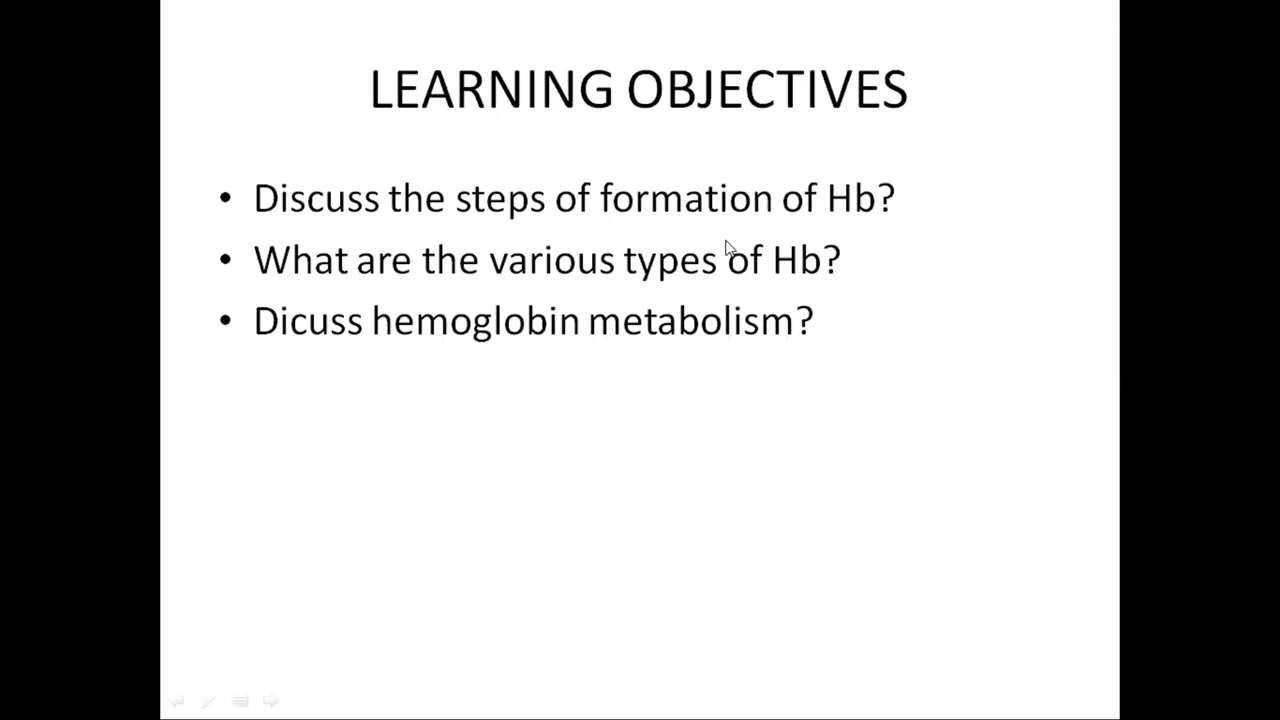 LEARNING OBJECTIVES
• Discuss the steps of formation of Hb?
• What are the various types of Hb?
• Dicuss hemoglobin metabolism?